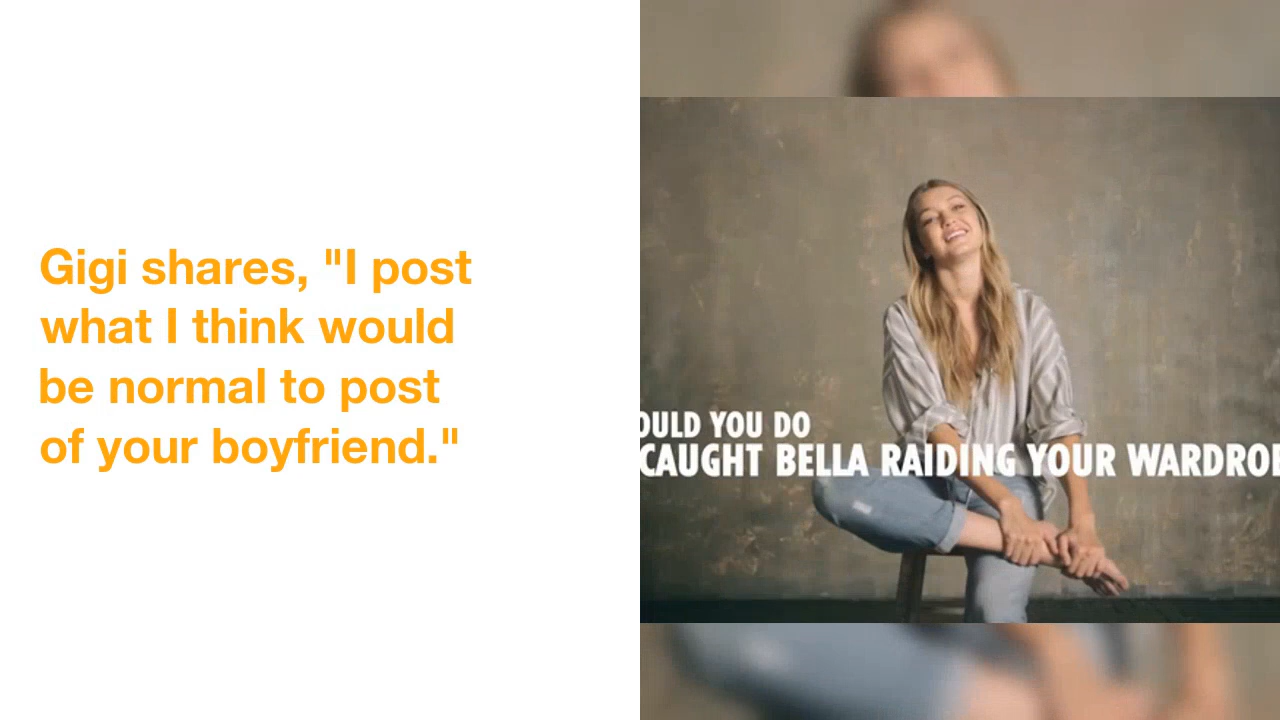 Gigi shares, "I post
what I think would
be normal to post
of your boyfriend."
OULD YOU DO
CAUGHT BELLA RAIDING YOUR WARDROB